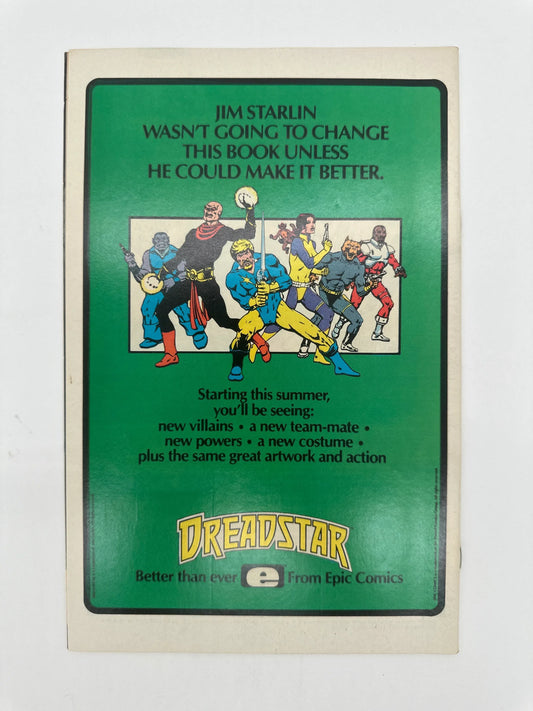 JIM STARLIN
WASN'T GOING TO CHANGE
THIS BOOK UNLESS
HE COULD MAKE IT BETTER.
Starting this summer,
you'll be seeing:
new villains • a new team-mate •
new powers • a new costume •
plus the same great artwork and action
DREADSTAR
Better than ever e From Epic Comics